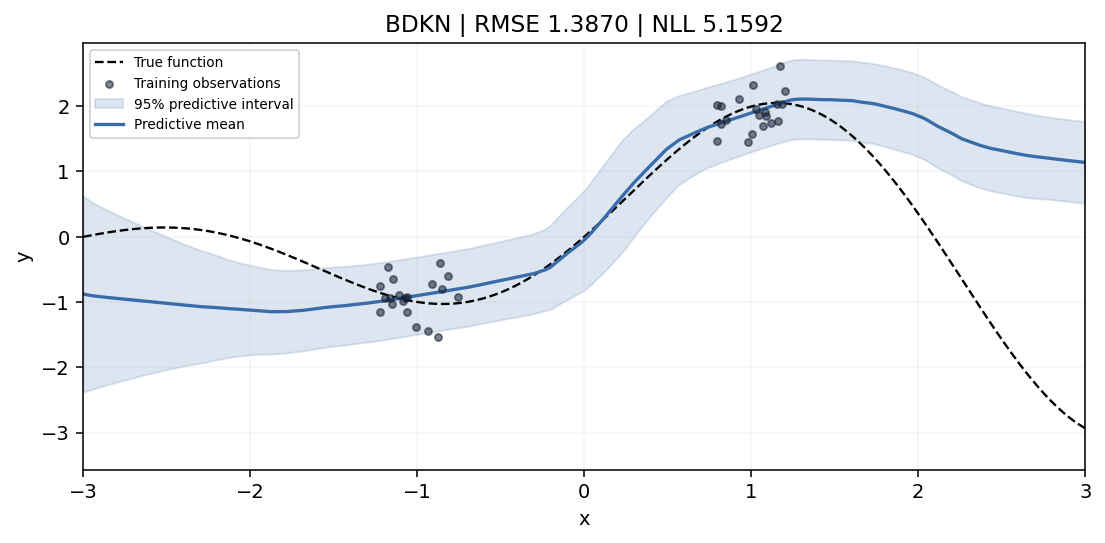 BDKN | RMSE 1.3870 | NLL 5.1592
True function
Training observations
95% predictive interval
Predictive mean
y
2
1
0
−1
−2
−3
−3
−2
−1
0
1
2
3
x